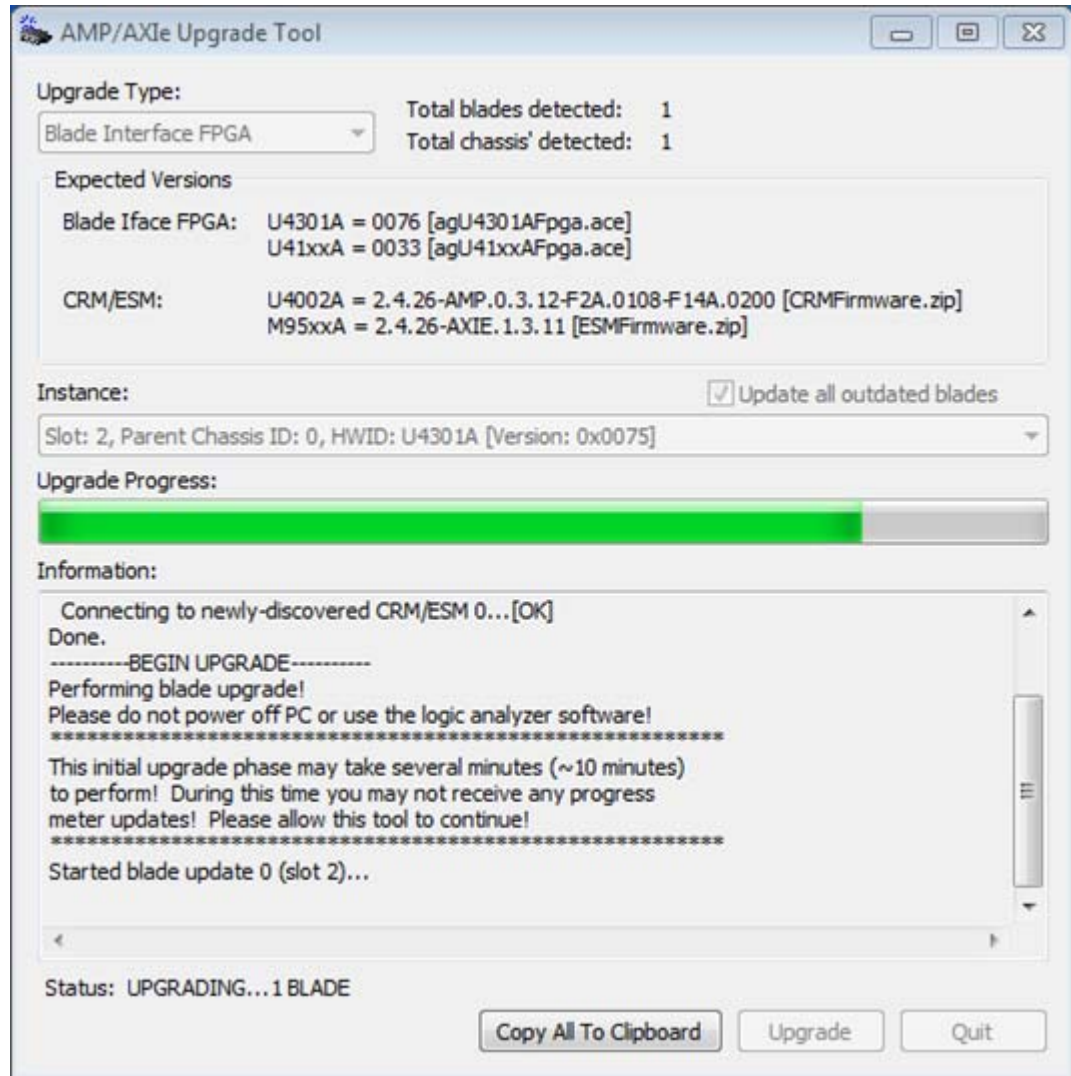 AMP/AXIe Upgrade Tool
Upgrade Type:
Blade Interface FPGA
Total blades detected: 1
Total chassis' detected: 1
Expected Versions
Blade Iface FPGA: U4301A = 0076 [agU4301AFpga.ace]
U41xxA = 0033 [agU41xxAFpga.ace]
CRM/ESM: U4002A = 2.4.26-AMP.0.3.12-F2A.0108-F14A.0200 [CRMFirmware.zip]
M95xxA = 2.4.26-AXIE.1.3.11 [ESMFirmware.zip]
Instance:
Update all outdated blades
Slot: 2, Parent Chassis ID: 0, HWID: U4301A [Version: 0x0075]
Upgrade Progress:
Information:
Connecting to newly-discovered CRM/ESM 0...[OK]
Done.
----------BEGIN UPGRADE----------
Performing blade upgrade!
Please do not power off PC or use the logic analyzer software!
********************************************************
This initial upgrade phase may take several minutes (~10 minutes)
to perform! During this time you may not receive any progress
meter updates! Please allow this tool to continue!
********************************************************
Started blade update 0 (slot 2)...
Status: UPGRADING...1 BLADE
Copy All To Clipboard
Upgrade
Quit